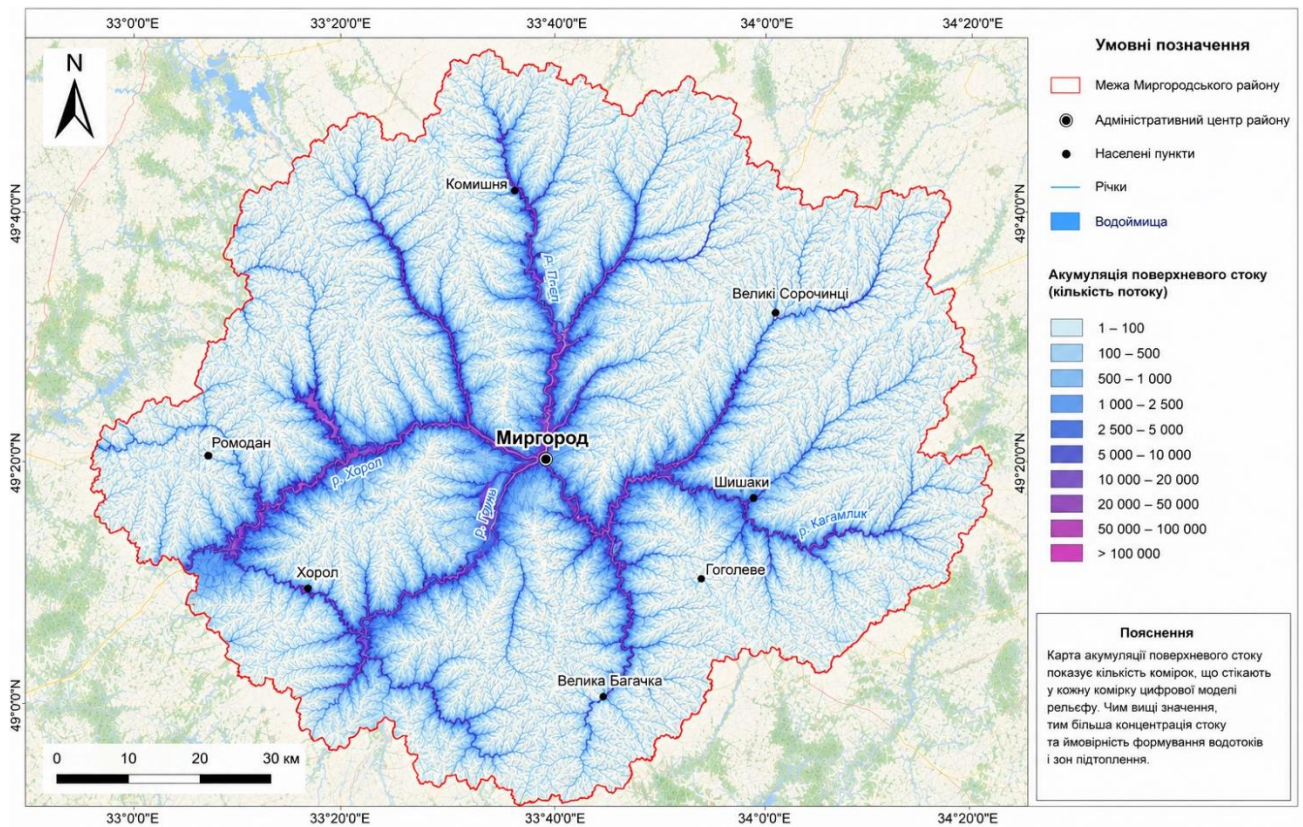 33°0'0"E
33°20'0"E
33°40'0"E
34°0'0"E
34°20'0"E
N
49°40'0"N
49°20'0"N
49°0'0"N
49°40'0"N
49°20'0"N
49°0'0"N
Комишня
р. Псел
Великі Сорочинці
Миргород
Ромодан
р. Хорол
Шишаки
р. Кагамлик
Гоголеве
Хорол
Велика Багачка
0 10 20 30 км
33°0'0"E
33°20'0"E
33°40'0"E
34°0'0"E
34°20'0"E
Умовні позначення
Межа Миргородського району
Адміністративний центр району
Населені пункти
Річки
Водоймища
Акумуляція поверхневого стоку
(кількість потоку)
1 – 100
100 – 500
500 – 1 000
1 000 – 2 500
2 500 – 5 000
5 000 – 10 000
10 000 – 20 000
20 000 – 50 000
50 000 – 100 000
> 100 000
Пояснення
Карта акумуляції поверхневого стоку
показує кількість комірок, що стікають
у кожну комірку цифрової моделі
рельєфу. Чим вищі значення,
тим більша концентрація стоку
та ймовірність формування водотоків
і зон підтоплення.